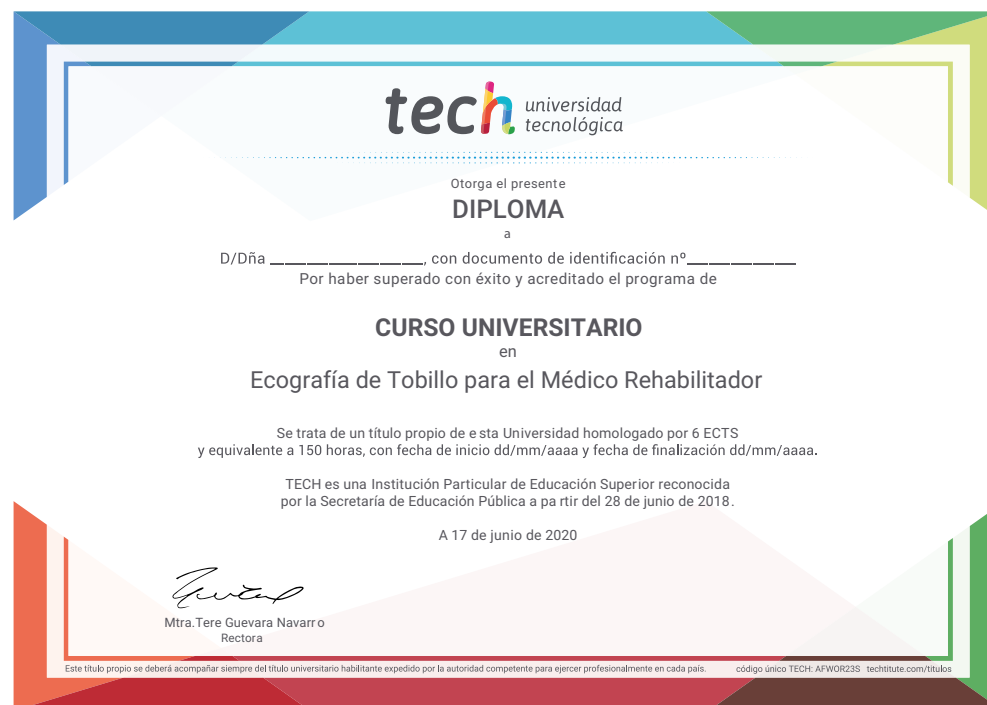 tech universidad
tecnológica
Otorga el presente
DIPLOMA
a
D/Dña __________________, con documento de identificación nº_____________
Por haber superado con éxito y acreditado el programa de
CURSO UNIVERSITARIO
en
Ecografía de Tobillo para el Médico Rehabilitador
Se trata de un título propio de esta Universidad homologado por 6 ECTS
y equivalente a 150 horas, con fecha de inicio dd/mm/aaaa y fecha de finalización dd/mm/aaaa.
TECH es una Institución Particular de Educación Superior reconocida
por la Secretaría de Educación Pública a partir del 28 de junio de 2018.
A 17 de junio de 2020
Mtra.Tere Guevara Navarro
Rectora
Este título propio se deberá acompañar siempre del título universitario habilitante expedido por la autoridad competente para ejercer profesionalmente en cada país. código único TECH: AFWOR23S techtitute.com/titulos